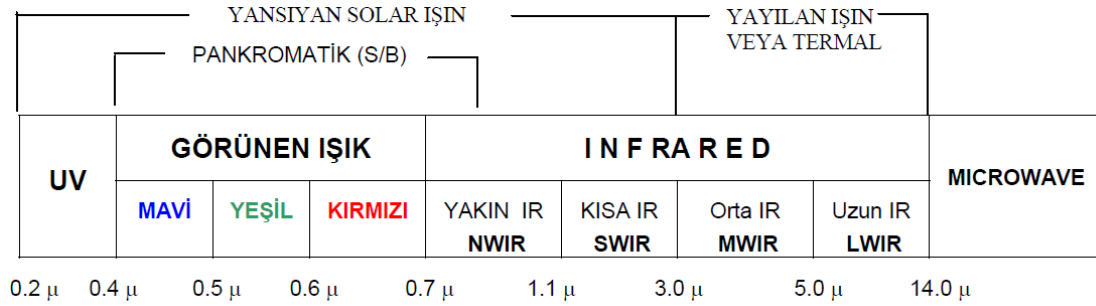 YANSIYAN SOLAR IŞIN
YAYILAN IŞIN
VEYA TERMAL
PANKROMATİK (S/B)
UV
GÖRÜNEN IŞIK
I N F R A R E D
MICROWAVE
MAVİ
YEŞİL
KIRMIZI
YAKIN IR
NWIR
KISA IR
SWIR
Orta IR
MWIR
Uzun IR
LWIR
0.2 µ 0.4 µ 0.5 µ 0.6 µ 0.7 µ 1.1 µ 3.0 µ 5.0 µ 14.0 µ